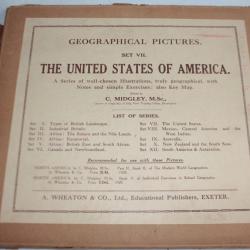 GEOGRAPHICAL PICTURES.
SET VII.
THE UNITED STATES OF AMERICA.
A Series of well-chosen Illustrations, truly geographical, with
Notes and simple Exercises; also Key Map.
C. MIDGLEY, M.Sc.,
LIST OF SERIES.
Set I. Types of British Landscape.
Set II. Industrial Britain.
Set III. Africa: The Sahara and the Nile Lands.
Set IV. Africa: Equatorial.
Set V. Africa: British East and South Africa.
Set VI. Canada and Newfoundland.
Set VII. The United States.
Set VIII. Mexico, Central America and the
West Indies.
Set IX. Australia.
Set X. New Zealand and the South Seas.
Set XII. South America & Antarctica.
Recommended for use with these Pictures.
A. WHEATON & CO., Ltd., Educational Publishers, EXETER.